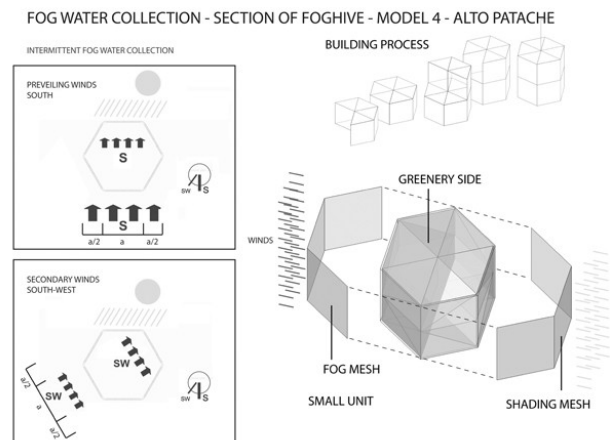 FOG WATER COLLECTION - SECTION OF FOGHIVE - MODEL 4 - ALTO PATACHE
INTERMITTENT FOG WATER COLLECTION
BUILDING PROCESS
PREVEILING WINDS
SOUTH
S
SW S
S
a/2 a a/2
SECONDARY WINDS
SOUTH-WEST
SW
SW S
a/2
a
SW
a/2
GREENERY SIDE
WINDS
FOG MESH
SMALL UNIT
SHADING MESH